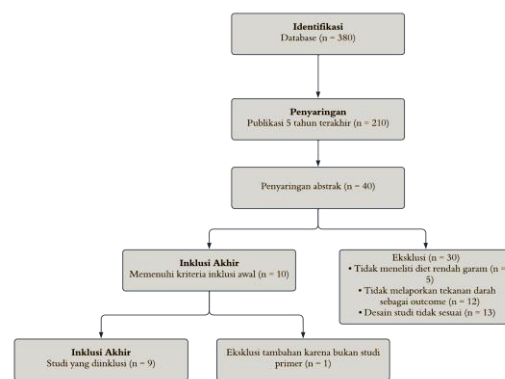 Identifikasi
Database (n = 380)
Penyaringan
Publikasi 5 tahun terakhir (n = 210)
Penyaringan abstrak (n = 40)
Inklusi Akhir
Memenuhi kriteria inklusi awal (n = 10)
Eksklusi (n = 30)
• Tidak meneliti diet rendah garam (n =
5)
• Tidak melaporkan tekanan darah
sebagai outcome (n = 12)
• Desain studi tidak sesuai (n = 13)
Inklusi Akhir
Studi yang diinklusi (n = 9)
Eksklusi tambahan karena bukan studi
primer (n = 1)